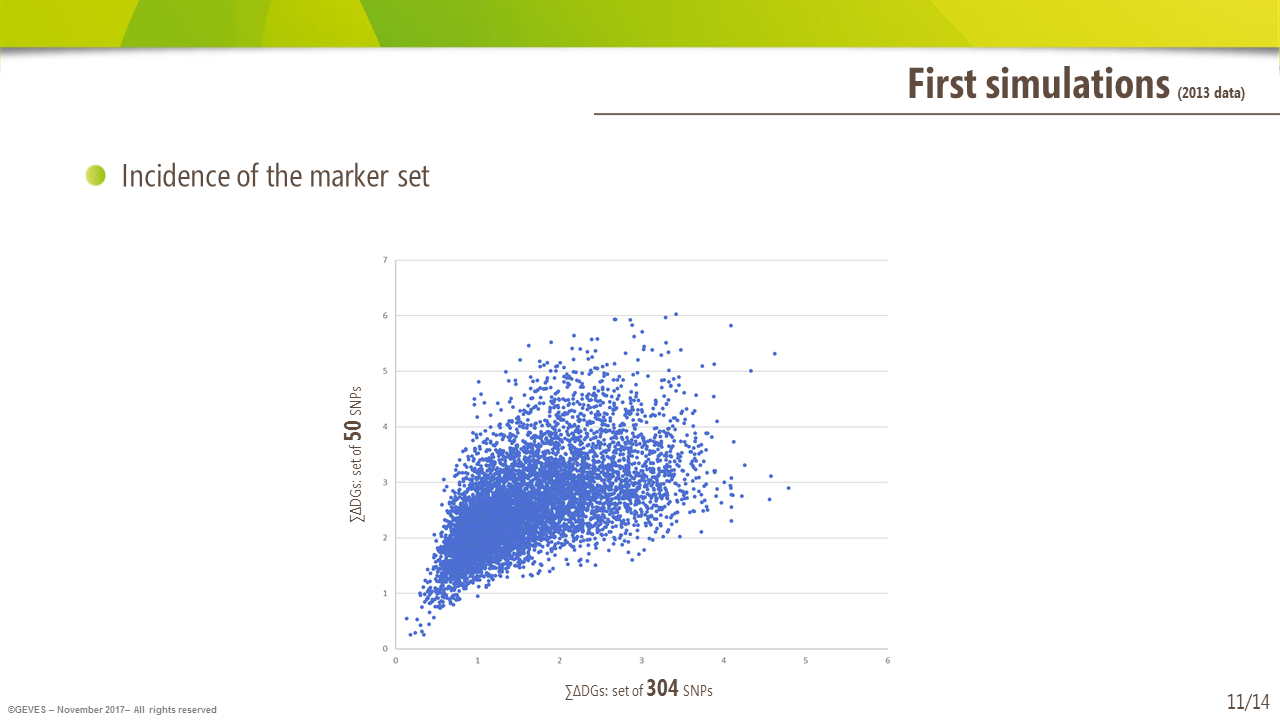 First simulations (2013 data)
Incidence of the marker set
7
6
5
4
3
2
1
0
0 1 2 3 4 5 6
∑ΔDGs: set of 50 SNPs
∑ΔDGs: set of 304 SNPs
©GEVES – November 2017– All rights reserved
11/14